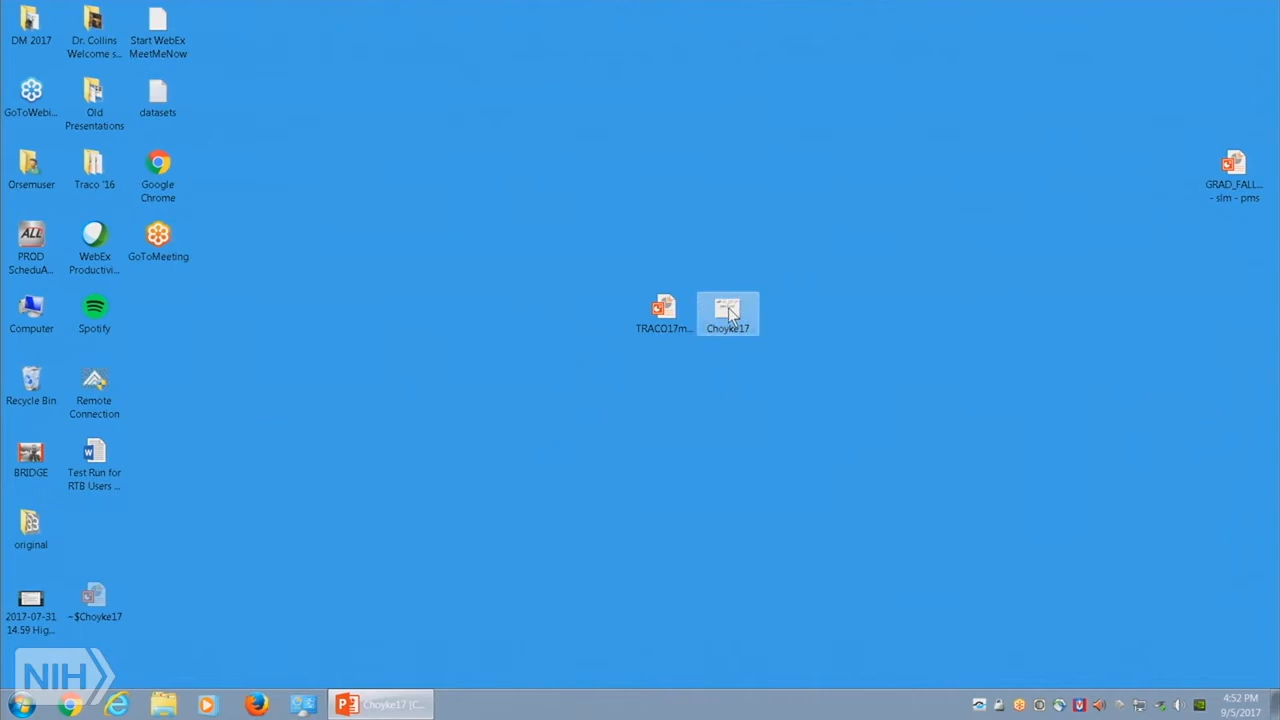 DM 2017
Dr. Collins
Welcome s...
Start WebEx
MeetMeNow
GoToWebi...
Old
Presentations
datasets
Orsemuser
Traco '16
Google
Chrome
GRAD_FALL...
- slm - pms
ALL
PROD
ScheduA...
WebEx
Productivi...
GoToMeeting
Computer
Spotify
TRACO17m...
Choyke17
Recycle Bin
Remote
Connection
BRIDGE
Test Run for
RTB Users ...
original
2017-07-31
14.59 Hig...
~$Choyke17
NIH
Choyke17 [C...
4:52 PM
9/5/2017